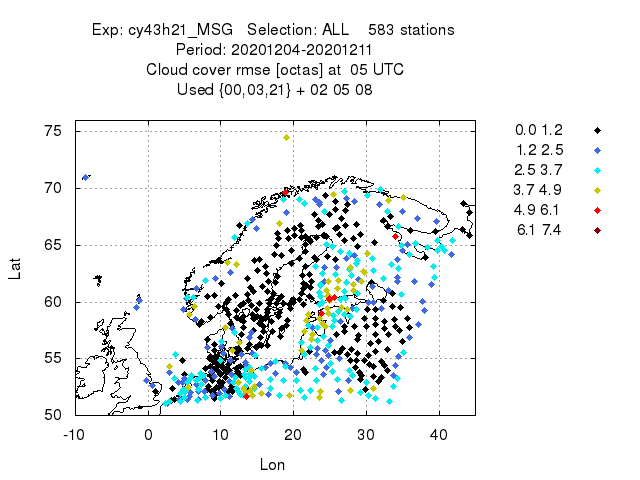 Exp: cy43h21_MSG   Selection: ALL    583 stations
Period: 20201204-20201211
Cloud cover rmse [octas] at  05 UTC
Used {00,03,21} + 02 05 08
75
70
65
60
55
50
-10 0 10 20 30 40
Lat
Lon
0.0 1.2
1.2 2.5
2.5 3.7
3.7 4.9
4.9 6.1
6.1 7.4